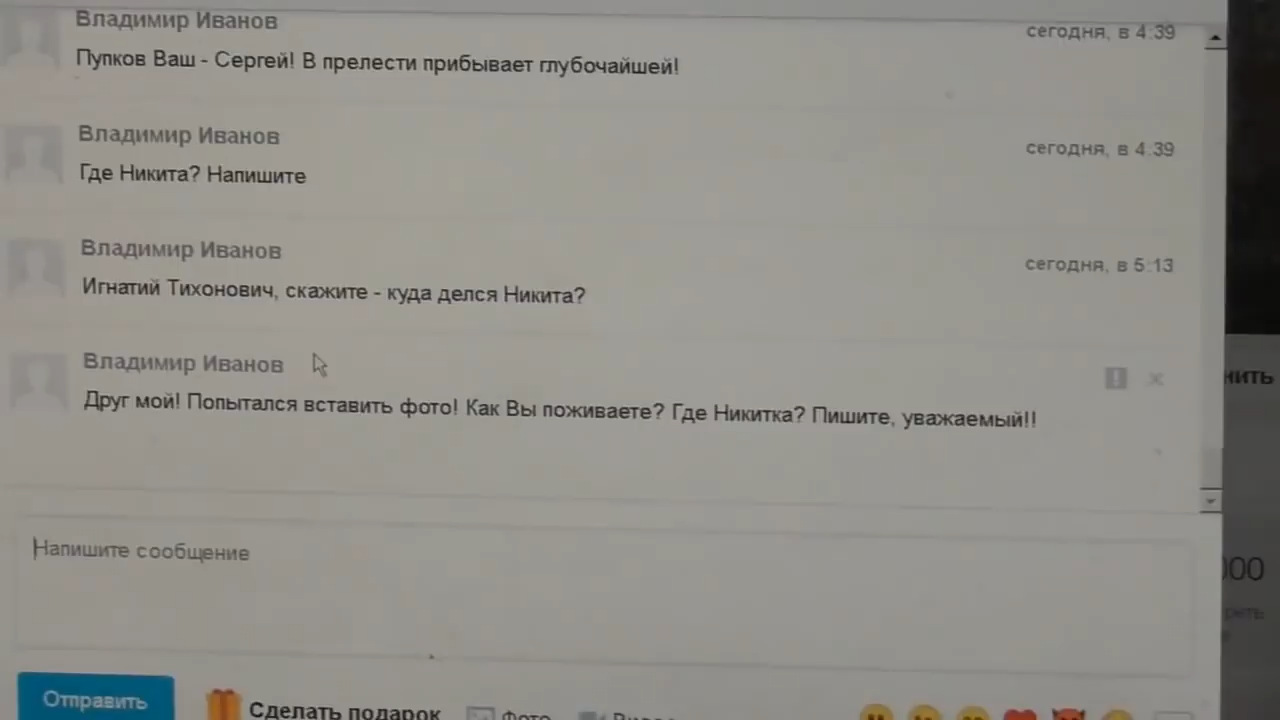 Владимир Иванов
сегодня, в 4:39
Пупков Ваш - Сергей! В прелести прибывает глубочайшей!
Владимир Иванов
сегодня, в 4:39
Где Никита? Напишите
Владимир Иванов
сегодня, в 5:13
Игнатий Тихонович, скажите - куда делся Никита?
Владимир Иванов
Друг мой! Попытался вставить фото! Как Вы поживаете? Где Никитка? Пишите, уважаемый!!
Напишите сообщение
Отправить
Сделать подарок
Фото